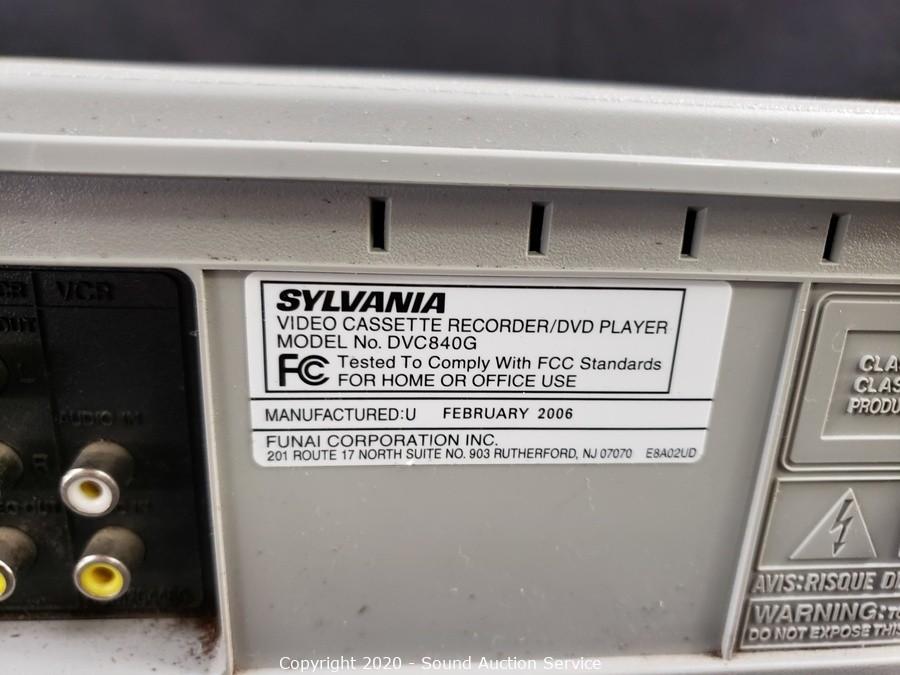 SYLVANIA
VIDEO CASSETTE RECORDER/DVD PLAYER
MODEL No. DVC840G
FC Tested To Comply With FCC Standards
FOR HOME OR OFFICE USE
MANUFACTURED:U FEBRUARY 2006
FUNAI CORPORATION INC.
201 ROUTE 17 NORTH SUITE NO. 903 RUTHERFORD, NJ 07070 E8A02UD
VCR
AUDIO IN
L
R
CLA
CLAS
PRODU
AVIS:RISQUE D
WARNING:TO
DO NOT EXPOSE THIS
Copyright 2020 - Sound Auction Service